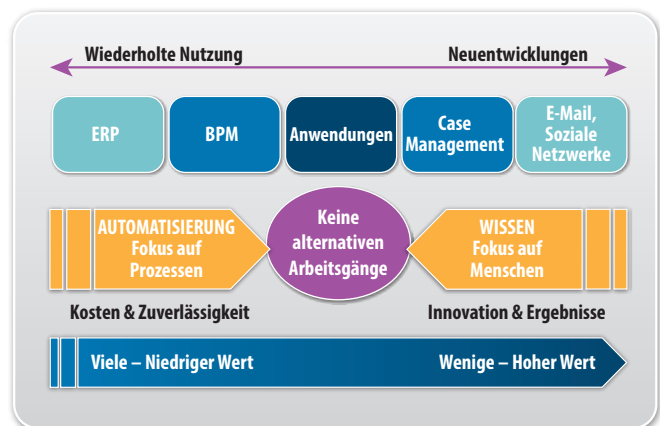 Wiederholte Nutzung
Neuentwicklungen
ERP
BPM
Anwendungen
Case
Management
E-Mail,
Soziale
Netzwerke
AUTOMATISIERUNG
Fokus auf
Prozessen
Keine
alternativen
Arbeitsgänge
WISSEN
Fokus auf
Menschen
Kosten & Zuverlässigkeit
Innovation & Ergebnisse
Viele – Niedriger Wert
Wenige – Hoher Wert